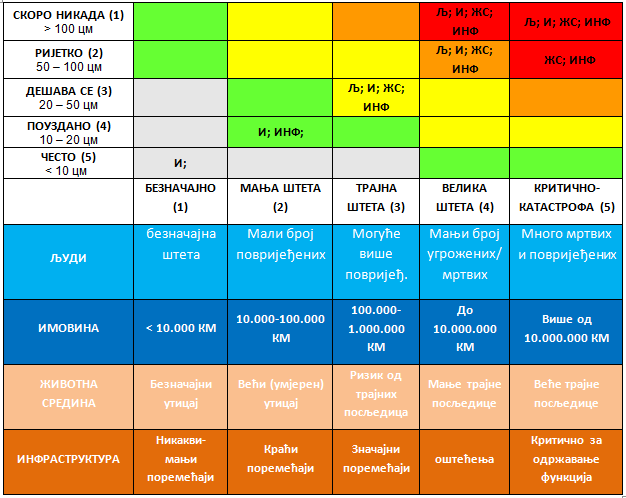 СКОРО НИКАДА (1)
> 100 цм
Љ; И; ЖС;
ИНФ
Љ; И; ЖС; ИНФ
РИЈЕТКО (2)
50 – 100 цм
Љ; И; ЖС;
ИНФ
ЖС; ИНФ
ДЕШАВА СЕ (3)
20 – 50 цм
Љ; И; ЖС;
ИНФ
ПОУЗДАНО (4)
10 – 20 цм
И; ИНФ;
ЧЕСТО (5)
< 10 цм
И;
БЕЗНАЧАЈНО
(1)
МАЊА ШТЕТА
(2)
ТРАЈНА
ШТЕТА (3)
ВЕЛИКА
ШТЕТА (4)
КРИТИЧНО-
КАТАСТРОФА (5)
ЉУДИ
безначајна
штета
Мали број
повријеђених
Могуће
више
повријеђ.
Мањи број
угрожених/
мртвих
Много мртвих
и повријеђених
ИМОВИНА
< 10.000 КМ
10.000-100.000
КМ
100.000-
1.000.000
КМ
До
10.000.000
КМ
Више од
10.000.000 КМ
ЖИВОТНА
СРЕДИНА
Безначајни
утицај
Већи (умјерен)
утицај
Ризик од
трајних
посљедица
Мање трајне
посљедице
Веће трајне
посљедице
ИНФРАСТРУКТУРА
Никакви-
мањи
поремећаји
Краћи
поремећаји
Значајни
поремећаји
оштећења
Критично за
одржавање
функција